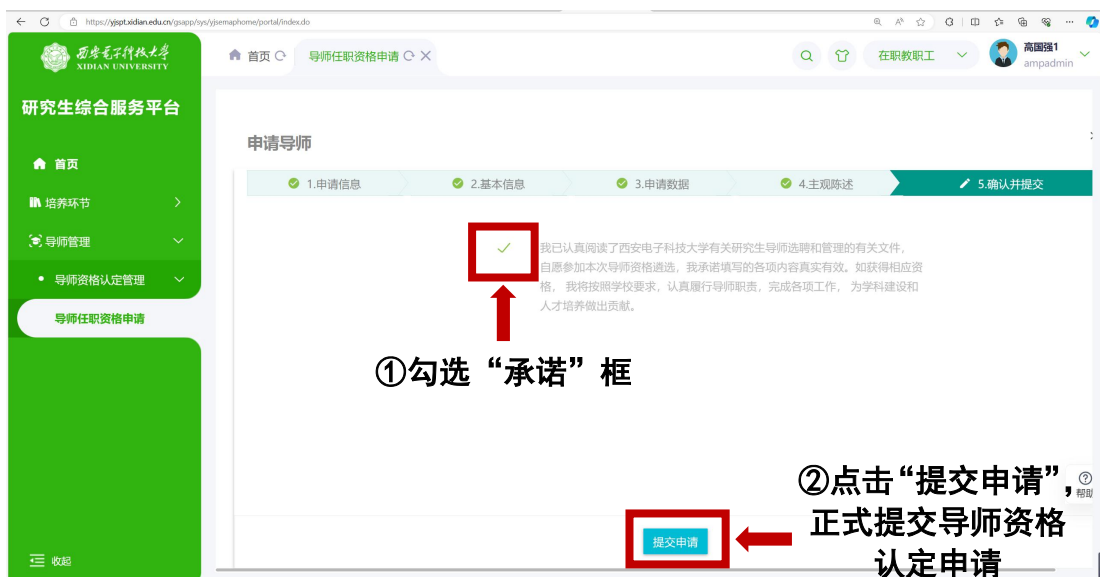 https://yjspt.xidian.edu.cn/gsapp/sys/yjsemaphome/portal/index.do
西安电子科技大学
XIDIAN UNIVERSITY
首页
导师任职资格申请
在职教职工
高国强1
ampadmin
研究生综合服务平台
首页
培养环节
导师管理
导师资格认定管理
导师任职资格申请
收起
申请导师
1.申请信息
2.基本信息
3.申请数据
4.主观陈述
5.确认并提交
我已认真阅读了西安电子科技大学有关研究生导师选聘和管理的有关文件，
自愿参加本次导师资格遴选，我承诺填写的各项内容真实有效。如获得相应资
格， 我将按照学校要求，认真履行导师职责，完成各项工作， 为学科建设和
人才培养做出贡献。
①勾选“承诺”框
②点击“提交申请”，
正式提交导师资格
认定申请
提交申请
帮助